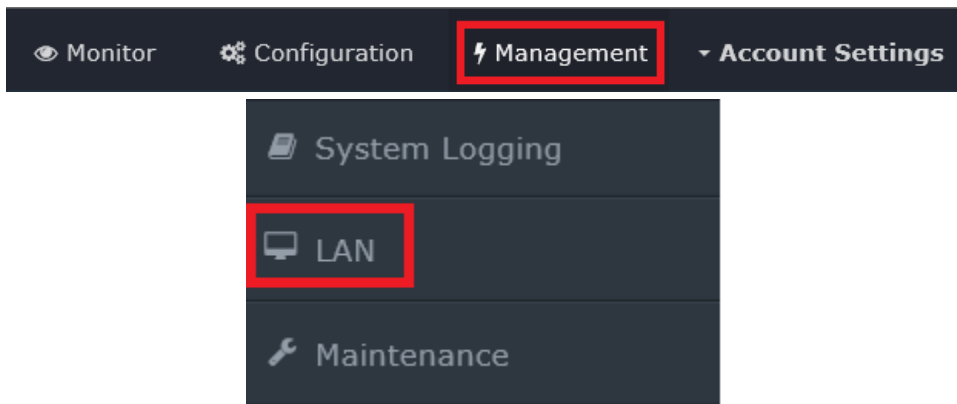 Monitor Configuration Management Account Settings
System Logging
LAN
Maintenance